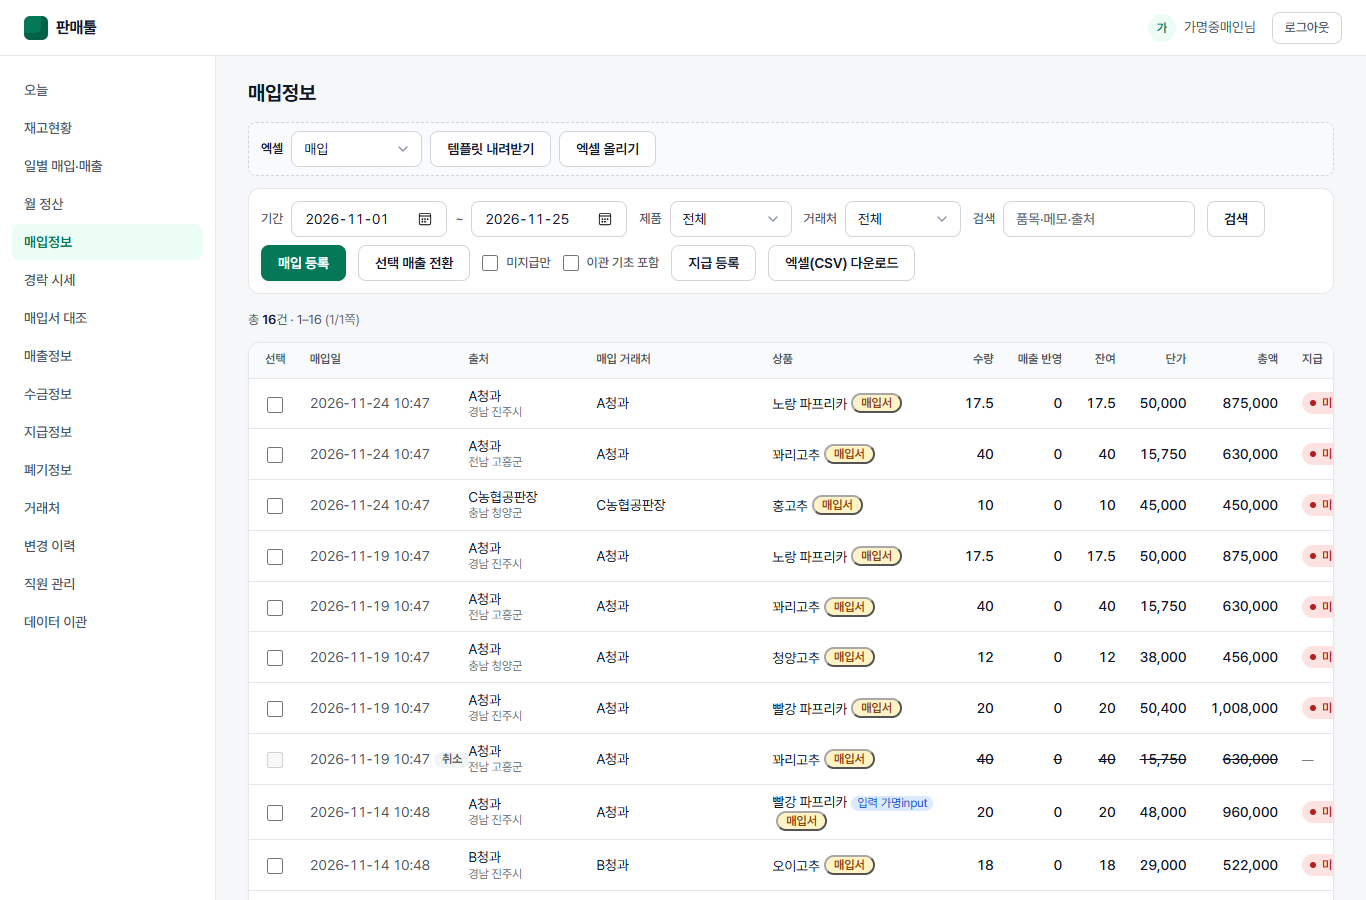 판매툴
가 가명중매인님 로그아웃
오늘
재고현황
일별 매입·매출
월 정산
매입정보
경락 시세
매입서 대조
매출정보
수금정보
지급정보
폐기정보
거래처
변경 이력
직원 관리
데이터 이관
매입정보
엑셀 매입 템플릿 내려받기 엑셀 올리기
기간 2026-11-01 ~ 2026-11-25 제품 전체 거래처 전체 검색 품목·메모·출처 검색
매입 등록 선택 매출 전환 미지급만 이관 기초 포함 지급 등록 엑셀(CSV) 다운로드
총 16건 · 1–16 (1/1쪽)
선택 매입일 출처 매입 거래처 상품 수량 매출 반영 잔여 단가 총액 지급
2026-11-24 10:47 A청과 경남 진주시 A청과 노랑 파프리카 매입서 17.5 0 17.5 50,000 875,000 미
2026-11-24 10:47 A청과 전남 고흥군 A청과 꽈리고추 매입서 40 0 40 15,750 630,000 미
2026-11-24 10:47 C농협공판장 충남 청양군 C농협공판장 홍고추 매입서 10 0 10 45,000 450,000 미
2026-11-19 10:47 A청과 경남 진주시 A청과 노랑 파프리카 매입서 17.5 0 17.5 50,000 875,000 미
2026-11-19 10:47 A청과 전남 고흥군 A청과 꽈리고추 매입서 40 0 40 15,750 630,000 미
2026-11-19 10:47 A청과 충남 청양군 A청과 청양고추 매입서 12 0 12 38,000 456,000 미
2026-11-19 10:47 A청과 경남 진주시 A청과 빨강 파프리카 매입서 20 0 20 50,400 1,008,000 미
2026-11-19 10:47 취소 A청과 전남 고흥군 A청과 꽈리고추 매입서 40 0 40 15,750 630,000 —
2026-11-14 10:48 A청과 경남 진주시 A청과 빨강 파프리카 입력 가명input 매입서 20 0 20 48,000 960,000 미
2026-11-14 10:48 B청과 경남 진주시 B청과 오이고추 매입서 18 0 18 29,000 522,000 미